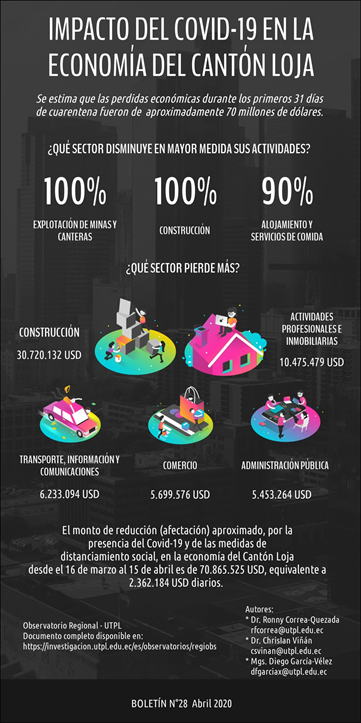 IMPACTO DEL COVID-19 EN LA
ECONOMÍA DEL CANTÓN LOJA
Se estima que las perdidas económicas durante los primeros 31 días
de cuarentena fueron de aproximadamente 70 millones de dólares.
¿QUÉ SECTOR DISMINUYE EN MAYOR MEDIDA SUS ACTIVIDADES?
100%
EXPLOTACIÓN DE MINAS Y
CANTERAS
100%
CONSTRUCCIÓN
90%
ALOJAMIENTO Y
SERVICIOS DE COMIDA
¿QUÉ SECTOR PIERDE MÁS?
CONSTRUCCIÓN
30.720.132 USD
ACTIVIDADES
PROFESIONALES E
INMOBILIARIAS
10.475.479 USD
TRANSPORTE, INFORMACIÓN Y
COMUNICACIONES
6.233.094 USD
COMERCIO
5.699.576 USD
ADMINISTRACIÓN PÚBLICA
5.453.264 USD
El monto de reducción (afectación) aproximado, por la
presencia del Covid-19 y de las medidas de
distanciamiento social, en la economía del Cantón Loja
desde el 16 de marzo al 15 de abril es de 70.865.525 USD, equivalente a
2.362.184 USD diarios.
Observatorio Regional - UTPL
Documento completo disponible en:
https://investigacion.utpl.edu.ec/es/observatorios/regiobs
Autores:
* Dr. Ronny Correa-Quezada
rfcorrea@utpl.edu.ec
* Dr. Chrislan Viñán
csvinan@utpl.edu.ec
* Mgs. Diego García-Vélez
dfgarciax@utpl.edu.ec
BOLETÍN N°28 Abril 2020